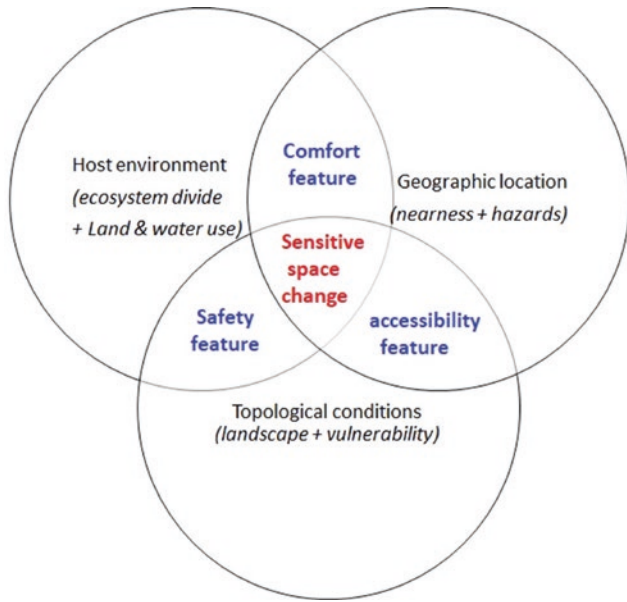 Comfort
feature
Host environment
(ecosystem divide
+ Land & water use)
Geographic location
(nearness + hazards)
Sensitive
space
change
Safety
feature
accessibility
feature
Topological conditions
(landscape + vulnerability)